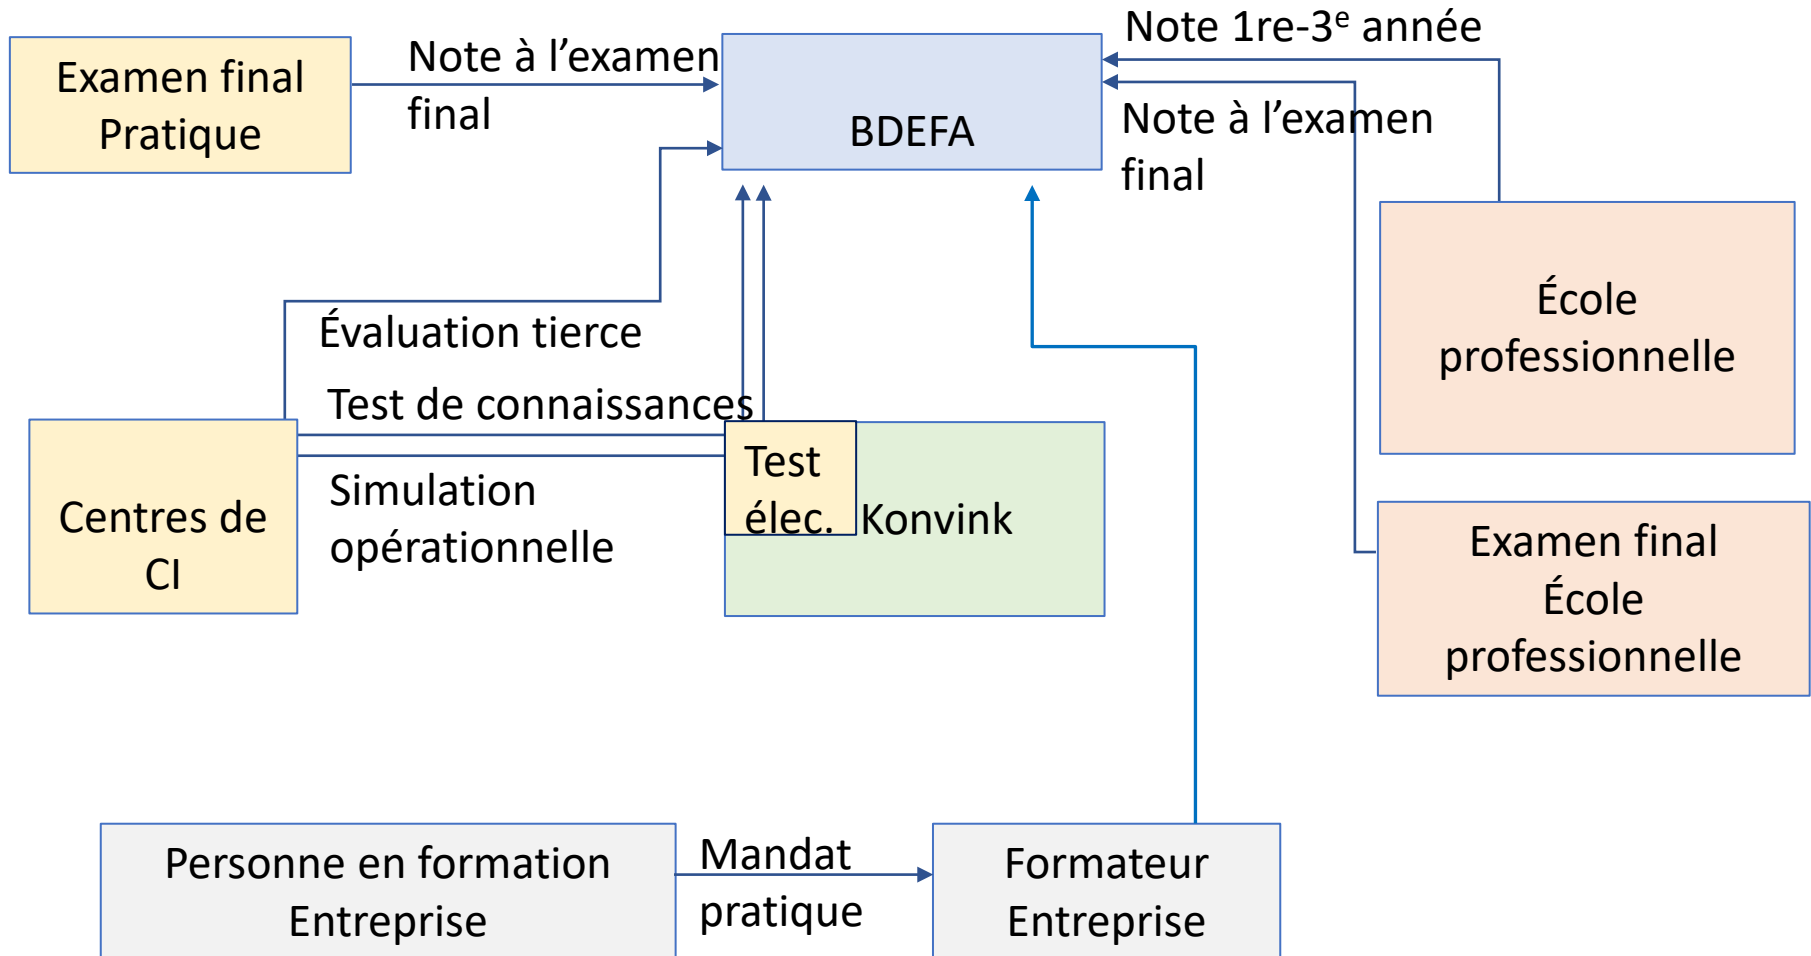 Examen final
Pratique
Note à l’examen
final
BDEFA
Note 1re-3e année
Note à l’examen
final
École
professionnelle
Évaluation tierce
Test de connaissances
Centres de
CI
Simulation
opérationnelle
Test
élec.
Konvink
Examen final
École
professionnelle
Personne en formation
Entreprise
Mandat
pratique
Formateur
Entreprise